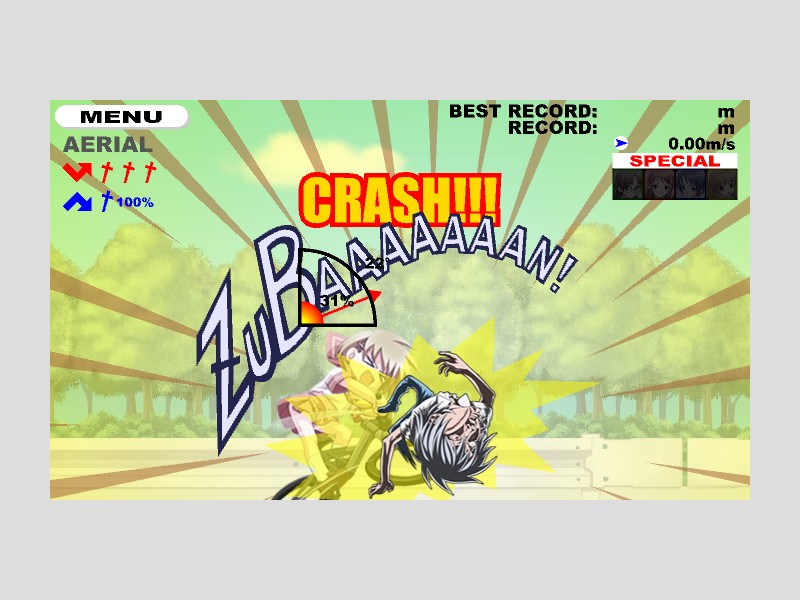 MENU
BEST RECORD: m
RECORD: m
AERIAL
0.00m/s
SPECIAL
100%
CRASH!!!
ZUBAAAAAAAAN!
22°
31%